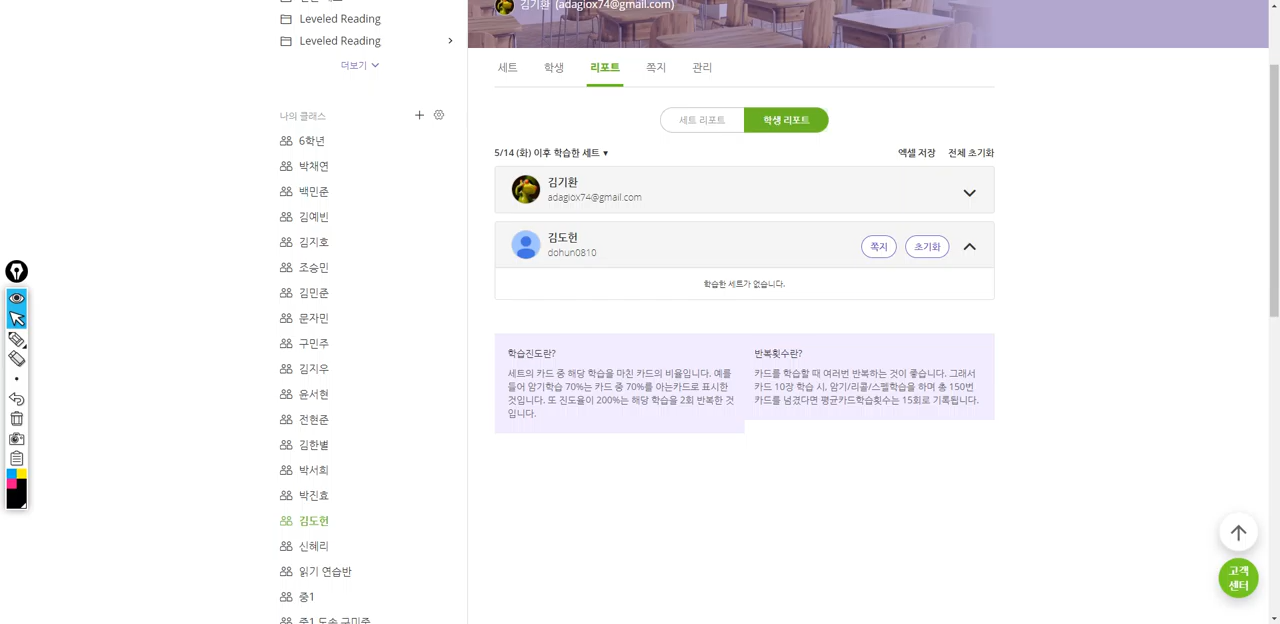 Leveled Reading
Leveled Reading
더보기
나의 클래스
6학년
박채연
백민준
김예빈
김지호
조승민
김민준
문자민
구민주
김지우
윤서현
전현준
김한별
박서희
박진효
김도헌
신혜리
읽기 연습반
중1
김기환 (adagiox74@gmail.com)
세트 학생 리포트 쪽지 관리
세트 리포트 학생 리포트
5/14 (화) 이후 학습한 세트 ▾ 엑셀 저장 전체 초기화
김기환
adagiox74@gmail.com
김도헌
dohun0810
쪽지 초기화
학습한 세트가 없습니다.
학습진도란?
세트의 카드 중 해당 학습을 마친 카드의 비율입니다. 예를
들어 암기학습 70%는 카드 중 70%를 아는카드로 표시한
것입니다. 또 진도율이 200%는 해당 학습을 2회 반복한 것
입니다.
반복횟수란?
카드를 학습할 때 여러번 반복하는 것이 좋습니다. 그래서
카드 10장 학습 시, 암기/리콜/스펠학습을 하며 총 150번
카드를 넘겼다면 평균카드학습횟수는 15회로 기록됩니다.
고객
센터